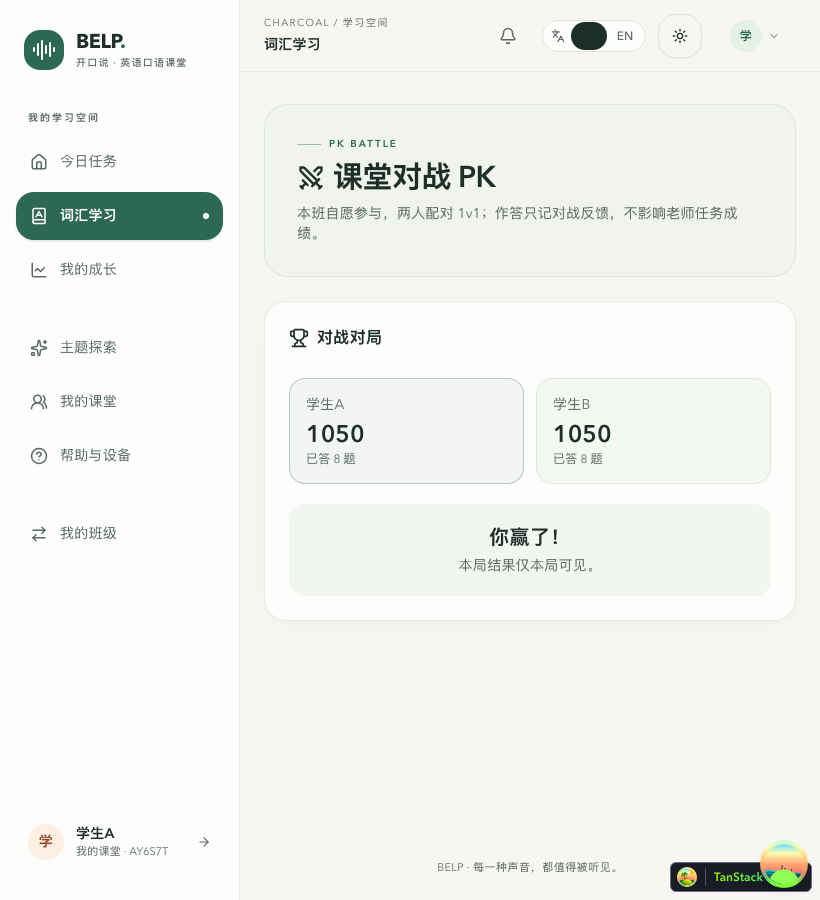 BELP.
开口说 · 英语口语课堂
我的学习空间
今日任务
词汇学习
我的成长
主题探索
我的课堂
帮助与设备
我的班级
学生A
我的课堂 · AY6S7T
学
CHARCOAL / 学习空间
词汇学习
EN
学
PK BATTLE
课堂对战 PK
本班自愿参与，两人配对 1v1；作答只记对战反馈，不影响老师任务成
绩。
对战对局
学生A
1050
已答 8 题
学生B
1050
已答 8 题
你赢了！
本局结果仅本局可见。
BELP · 每一种声音，都值得被听见。
TanStack